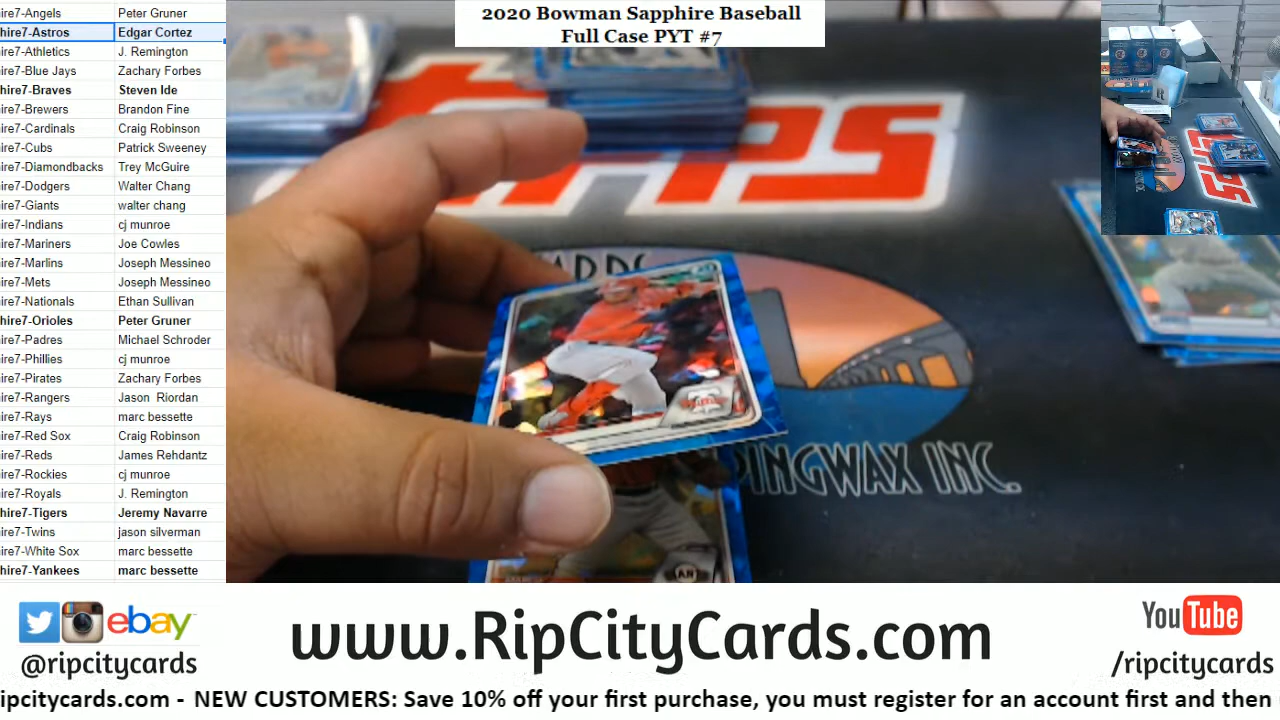 2020 Bowman Sapphire Baseball
Full Case PYT #7
ire7-Angels Peter Gruner
hire7-Astros Edgar Cortez
ire7-Athletics J. Remington
ire7-Blue Jays Zachary Forbes
hire7-Braves Steven Ide
ire7-Brewers Brandon Fine
ire7-Cardinals Craig Robinson
ire7-Cubs Patrick Sweeney
ire7-Diamondbacks Trey McGuire
ire7-Dodgers Walter Chang
ire7-Giants walter chang
ire7-Indians cj munroe
ire7-Mariners Joe Cowles
ire7-Marlins Joseph Messineo
ire7-Mets Joseph Messineo
ire7-Nationals Ethan Sullivan
hire7-Orioles Peter Gruner
ire7-Padres Michael Schroder
ire7-Phillies cj munroe
ire7-Pirates Zachary Forbes
ire7-Rangers Jason Riordan
ire7-Rays marc bessette
ire7-Red Sox Craig Robinson
ire7-Reds James Rehdantz
ire7-Rockies cj munroe
ire7-Royals J. Remington
hire7-Tigers Jeremy Navarre
ire7-Twins jason silverman
ire7-White Sox marc bessette
hire7-Yankees marc bessette
PPS
ARDS
PINGWAX INC.
ebay
@ripcitycards
www.RipCityCards.com
YouTube
/ripcitycards
ipcitycards.com - NEW CUSTOMERS: Save 10% off your first purchase, you must register for an account first and then